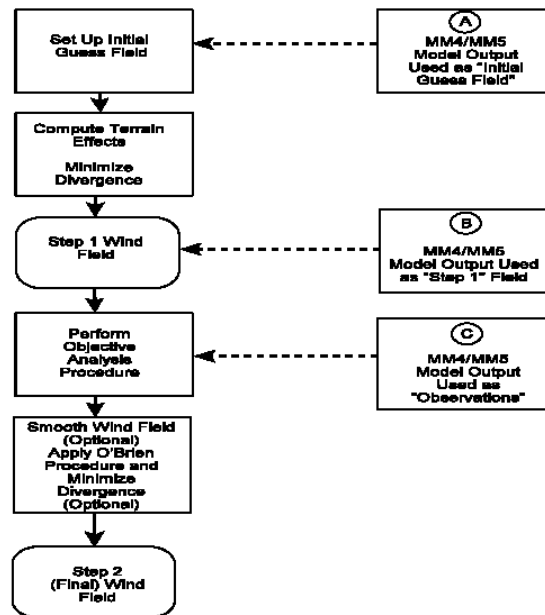 Set Up Initial
Guess Field
A
MM4/MM5
Model Output
Used as "Initial
Guess Field"
Compute Terrain
Effects
Minimize
Divergence
Step 1 Wind
Field
B
MM4/MM5
Model Output Used
as "Step 1" Field
Perform
Objective
Analysis
Procedure
C
MM4/MM5
Model Output
Used as
"Observations"
Smooth Wind Field
(Optional)
Apply O'Brien
Procedure and
Minimize
Divergence
(Optional)
Step 2
(Final) Wind
Field